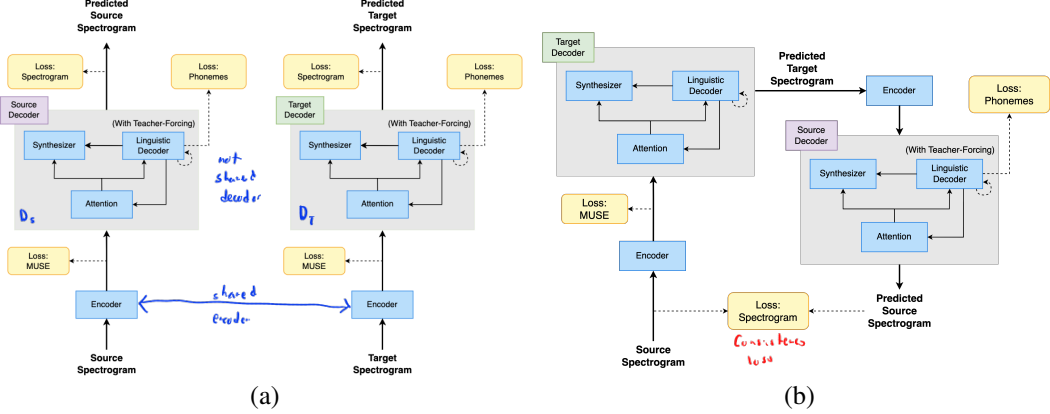 Predicted
Source
Spectrogram
Loss:
Spectrogram
Loss:
Phonemes
Source
Decoder
(With Teacher-Forcing)
Synthesizer
Linguistic
Decoder
Attention
Ds
not
shared
decoder
Loss:
MUSE
Encoder
Source
Spectrogram
shared
encoder
Predicted
Target
Spectrogram
Loss:
Spectrogram
Loss:
Phonemes
Target
Decoder
(With Teacher-Forcing)
Synthesizer
Linguistic
Decoder
Attention
DT
Loss:
MUSE
Encoder
Target
Spectrogram
(a)
Target
Decoder
Synthesizer
Linguistic
Decoder
Attention
Loss:
MUSE
Encoder
Source
Spectrogram
Predicted
Target
Spectrogram
Encoder
Loss:
Phonemes
Source
Decoder
(With Teacher-Forcing)
Synthesizer
Linguistic
Decoder
Attention
Predicted
Source
Spectrogram
Loss:
Spectrogram
loss
(b)